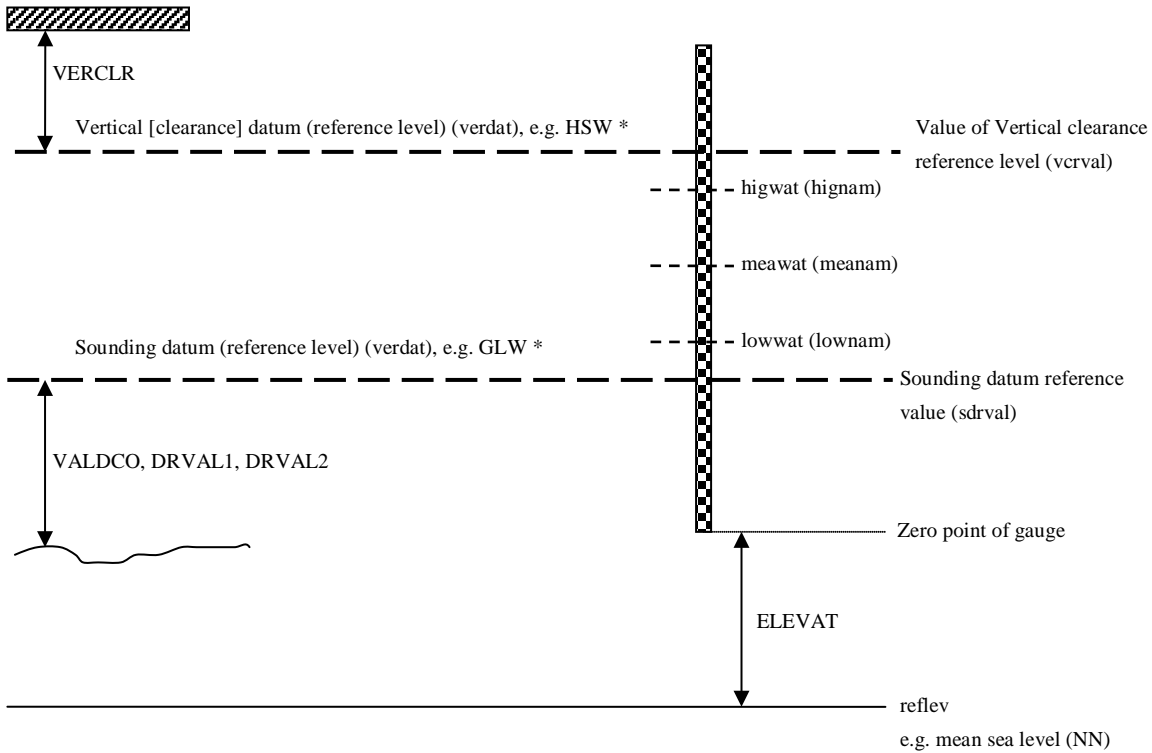 VERCLR
Vertical [clearance] datum (reference level) (verdat), e.g. HSW *
Value of Vertical clearance
reference level (vcrval)
higwat (hignam)
meawat (meanam)
lowwat (lownam)
Sounding datum (reference level) (verdat), e.g. GLW *
Sounding datum reference
value (sdrval)
VALDCO, DRVAL1, DRVAL2
Zero point of gauge
ELEVAT
reflev
e.g. mean sea level (NN)